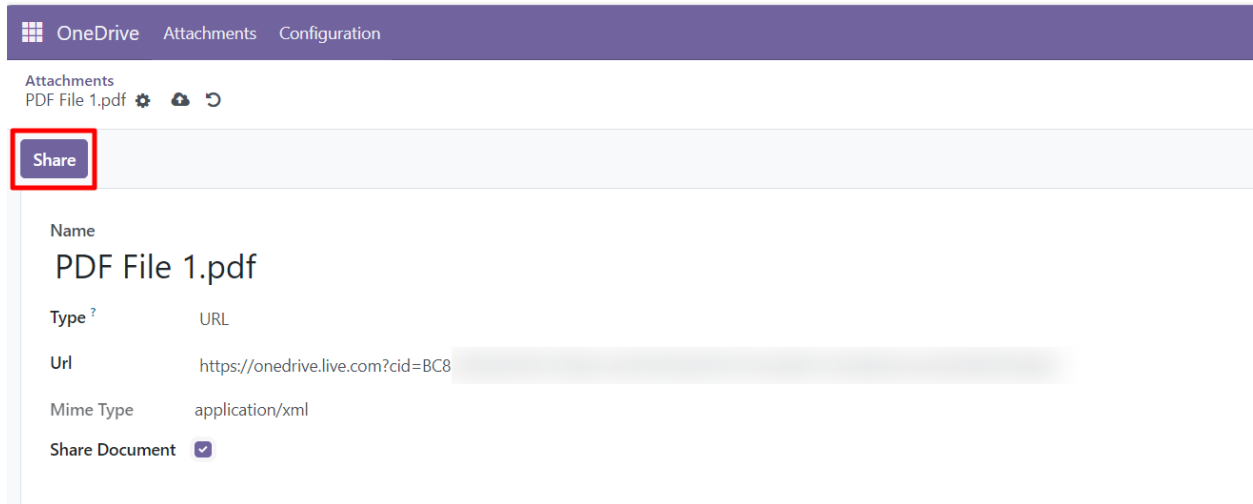 OneDrive Attachments Configuration
Attachments
PDF File 1.pdf
Share
Name
PDF File 1.pdf
Type ? URL
Url https://onedrive.live.com?cid=BC8
Mime Type application/xml
Share Document